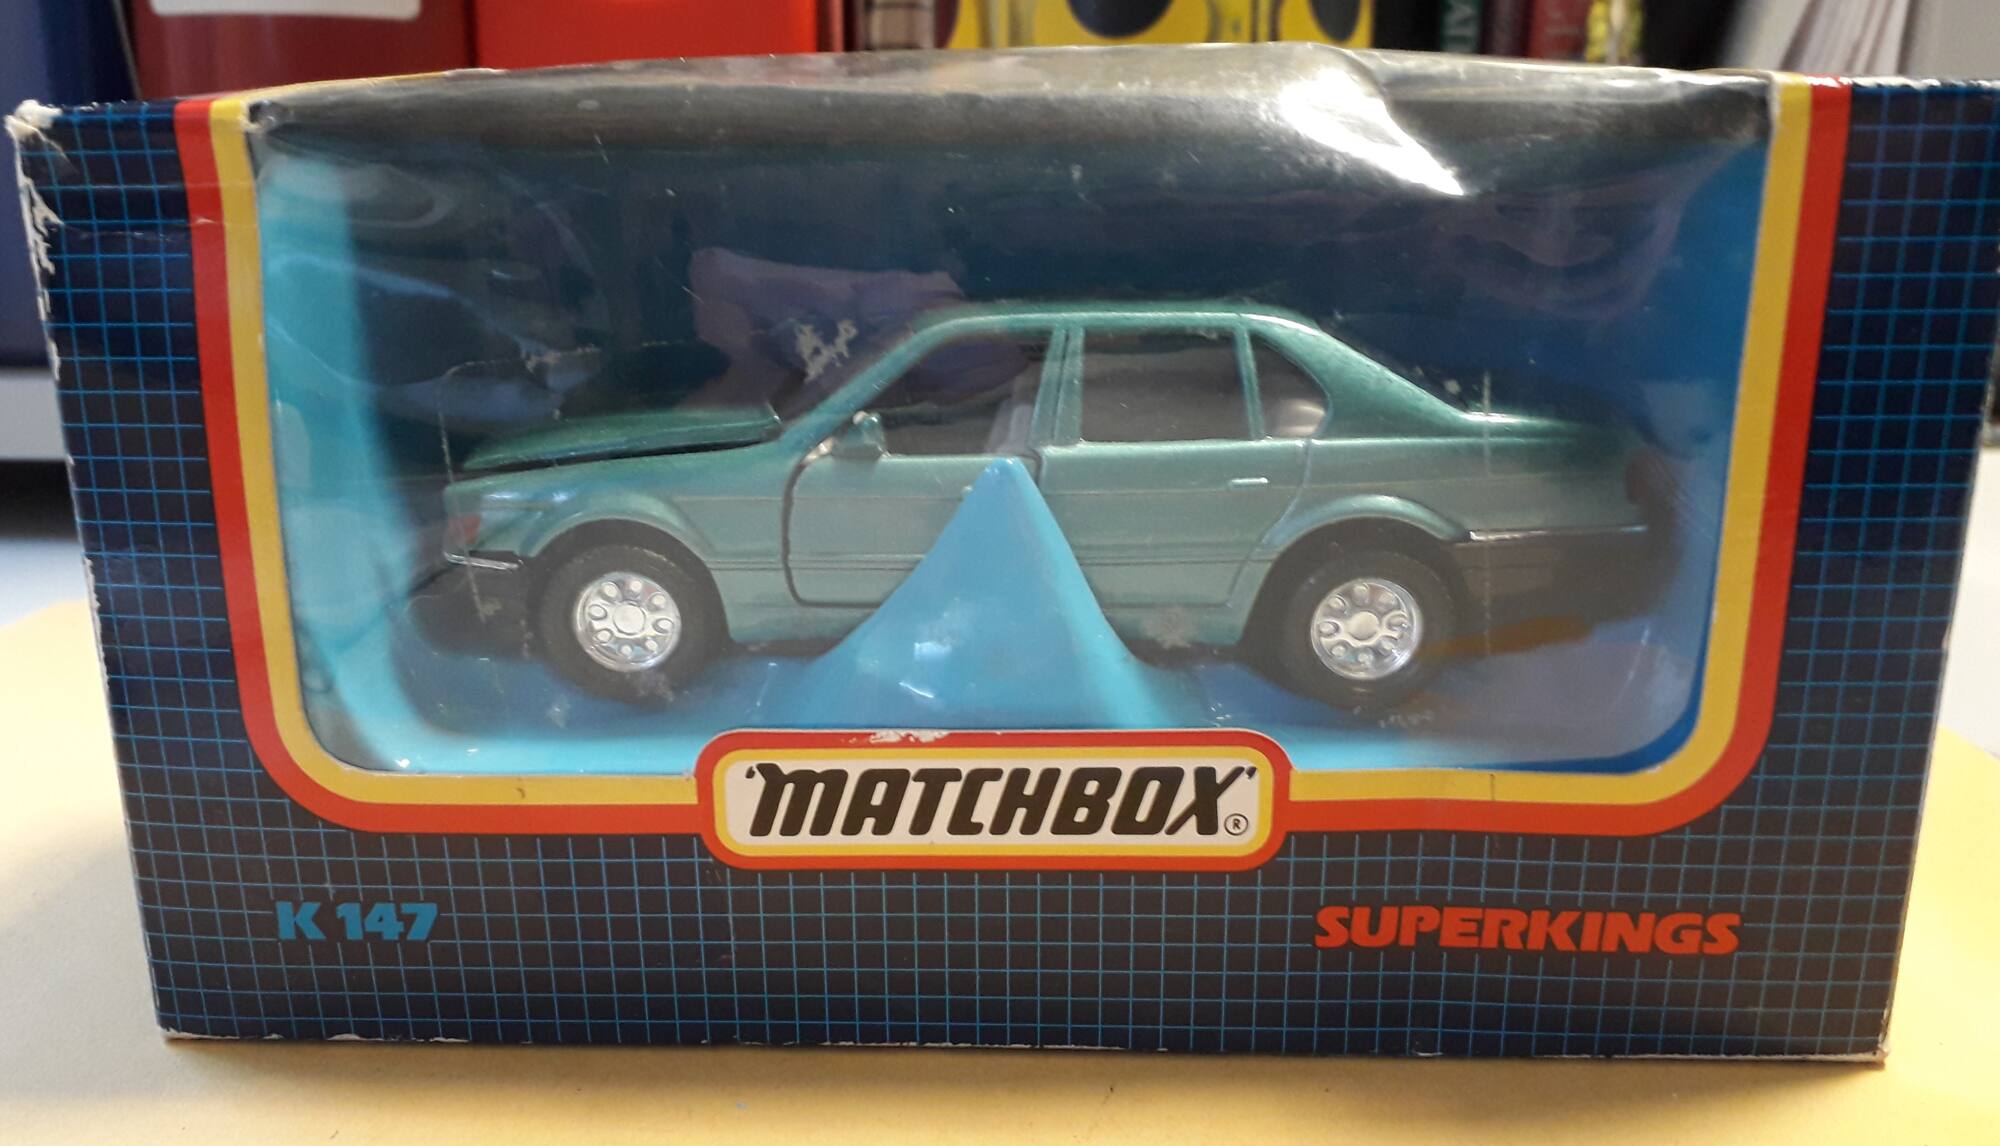 'MATCHBOX'®
K 147
SUPERKINGS